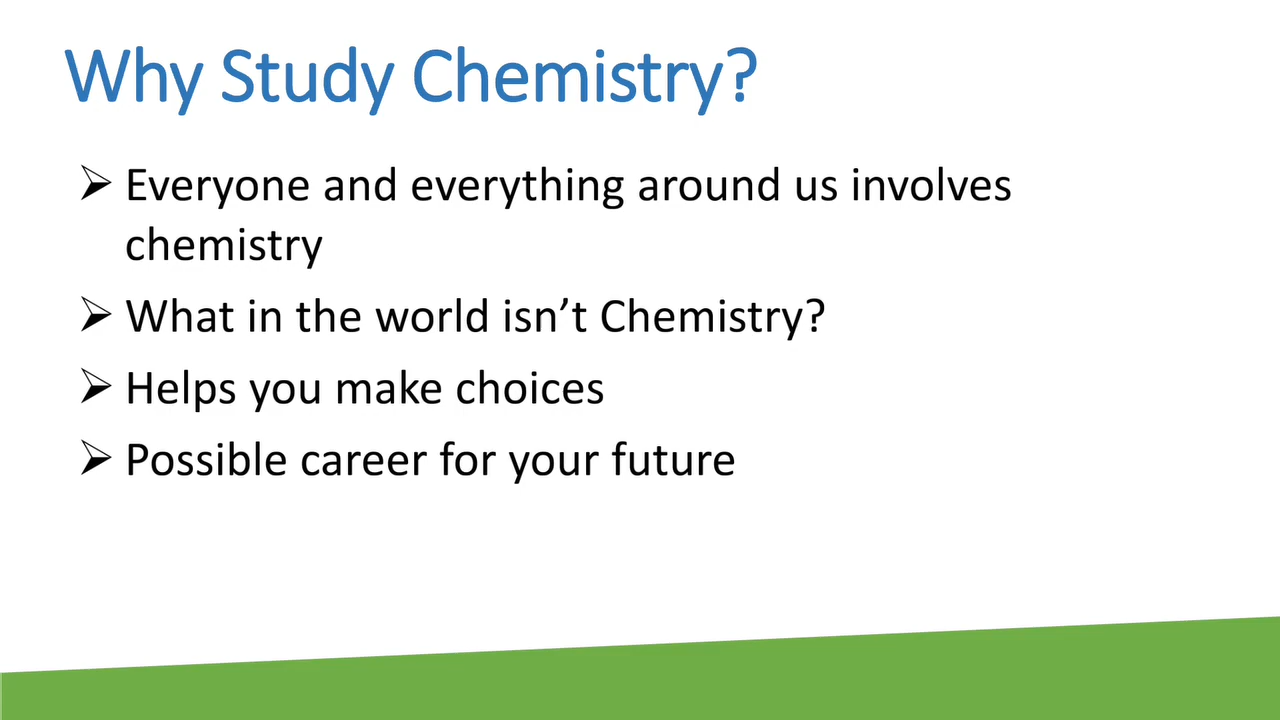 Why Study Chemistry?
➢ Everyone and everything around us involves
chemistry
➢ What in the world isn’t Chemistry?
➢ Helps you make choices
➢ Possible career for your future